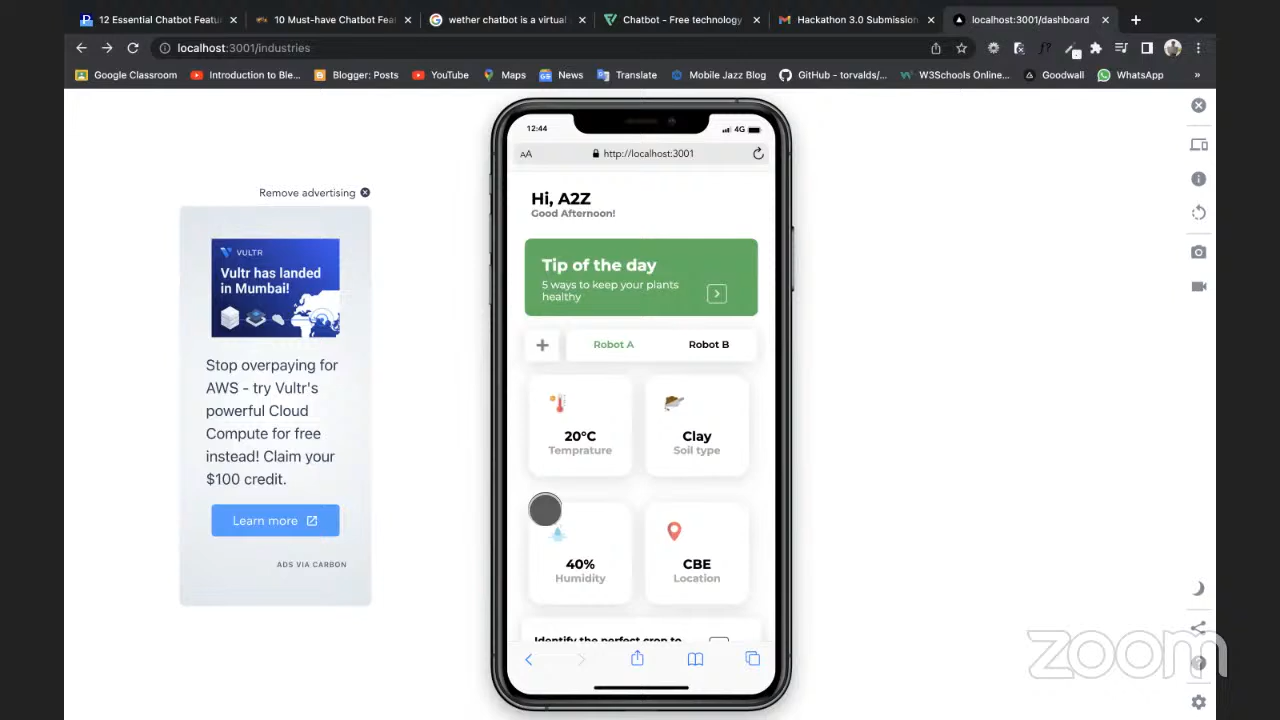 12 Essential Chatbot Featu
10 Must-have Chatbot Fea
wether chatbot is a virtual
Chatbot - Free technology
Hackathon 3.0 Submission
localhost:3001/dashboard
localhost:3001/industries
Google Classroom
Introduction to Ble...
Blogger: Posts
YouTube
Maps
News
Translate
Mobile Jazz Blog
GitHub - torvalds/...
W3Schools Online...
Goodwall
WhatsApp
»
Remove advertising
VULTR
Vultr has landed
in Mumbai!
Stop overpaying for
AWS - try Vultr's
powerful Cloud
Compute for free
instead! Claim your
$100 credit.
Learn more
ADS VIA CARBON
12:44
4G
AA
http://localhost:3001
Hi, A2Z
Good Afternoon!
Tip of the day
5 ways to keep your plants
healthy
+
Robot A
Robot B
20°C
Temprature
Clay
Soil type
40%
Humidity
CBE
Location
Identify the perfect crop to
zoom